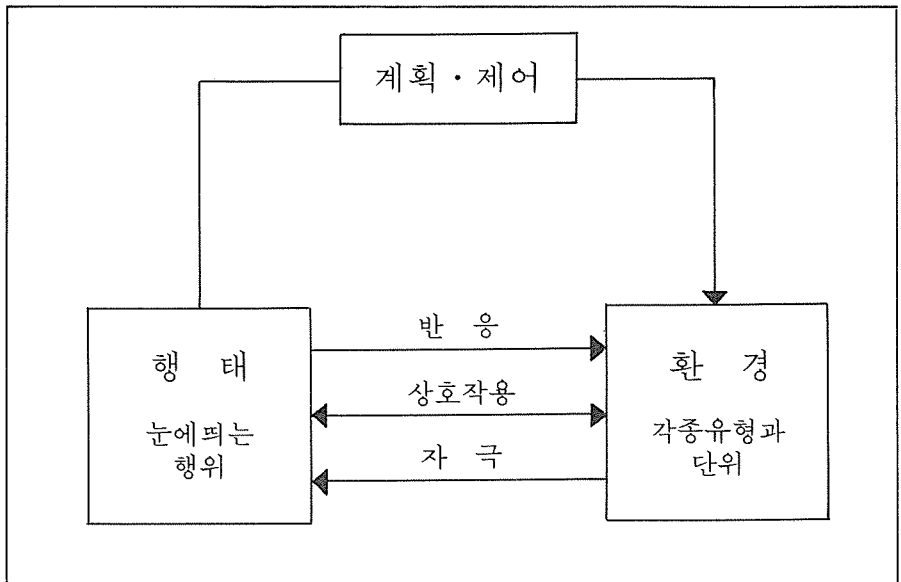 계획·제어
반 응
행 태
환 경
상호작용
눈에띄는
행위
각종유형과
단위
자 극